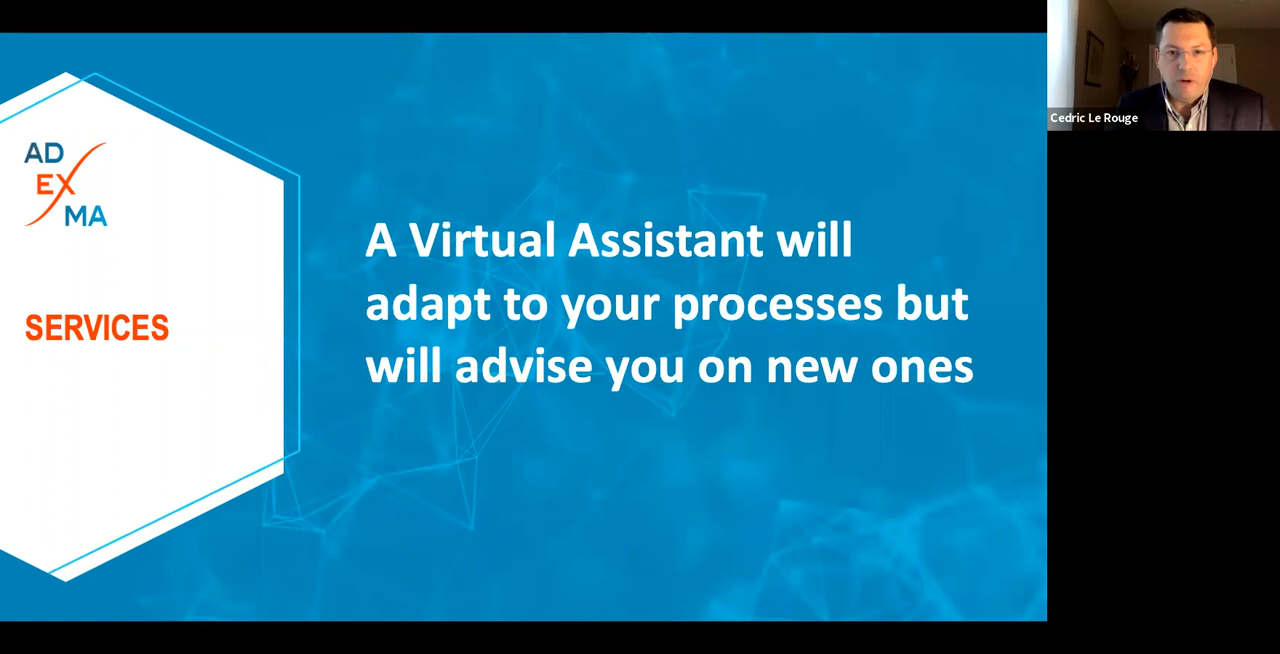 AD
EX
MA
SERVICES
A Virtual Assistant will
adapt to your processes but
will advise you on new ones
Cedric Le Rouge